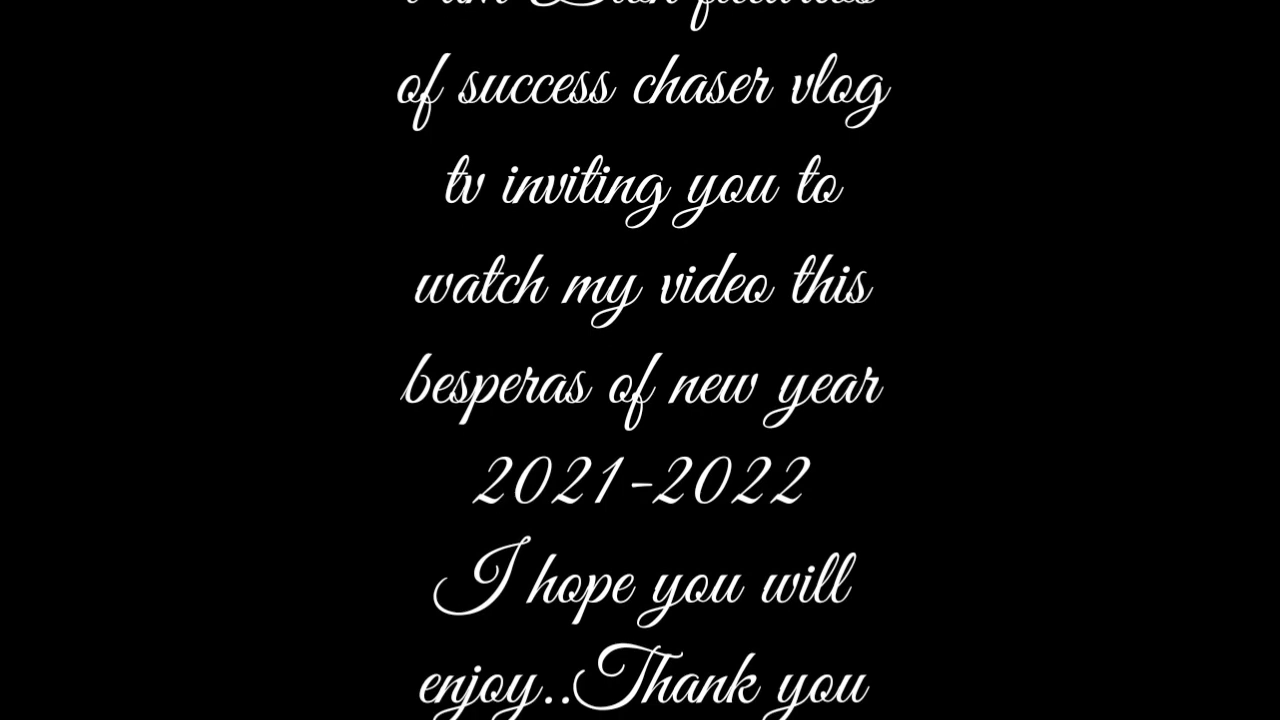 I am
of success chaser vlog
tv inviting you to
watch my video this
besperas of new year
2021-2022
I hope you will
enjoy..Thank you